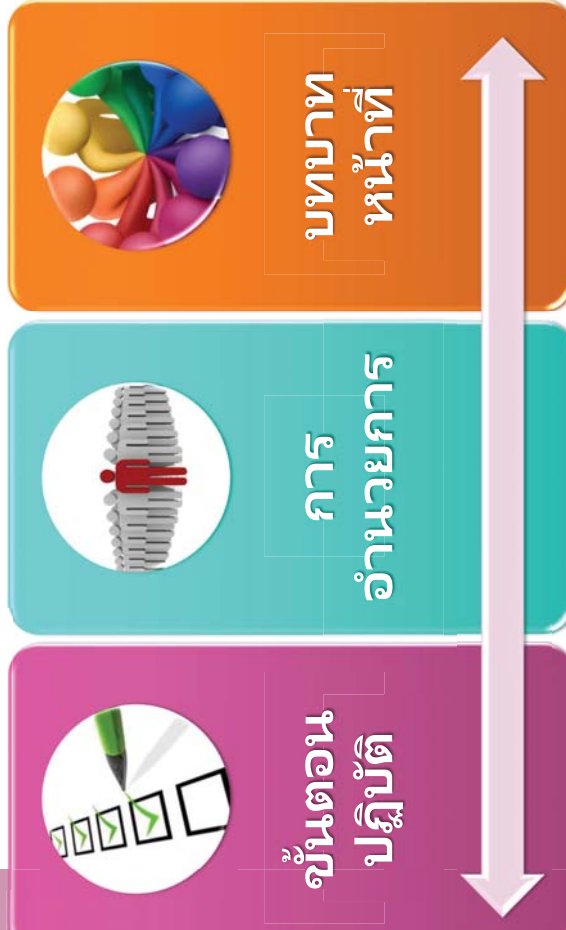 ขั้นตอน
ปฏิบัติ
การ
อำนวยการ
บทบาท
หน้าที่